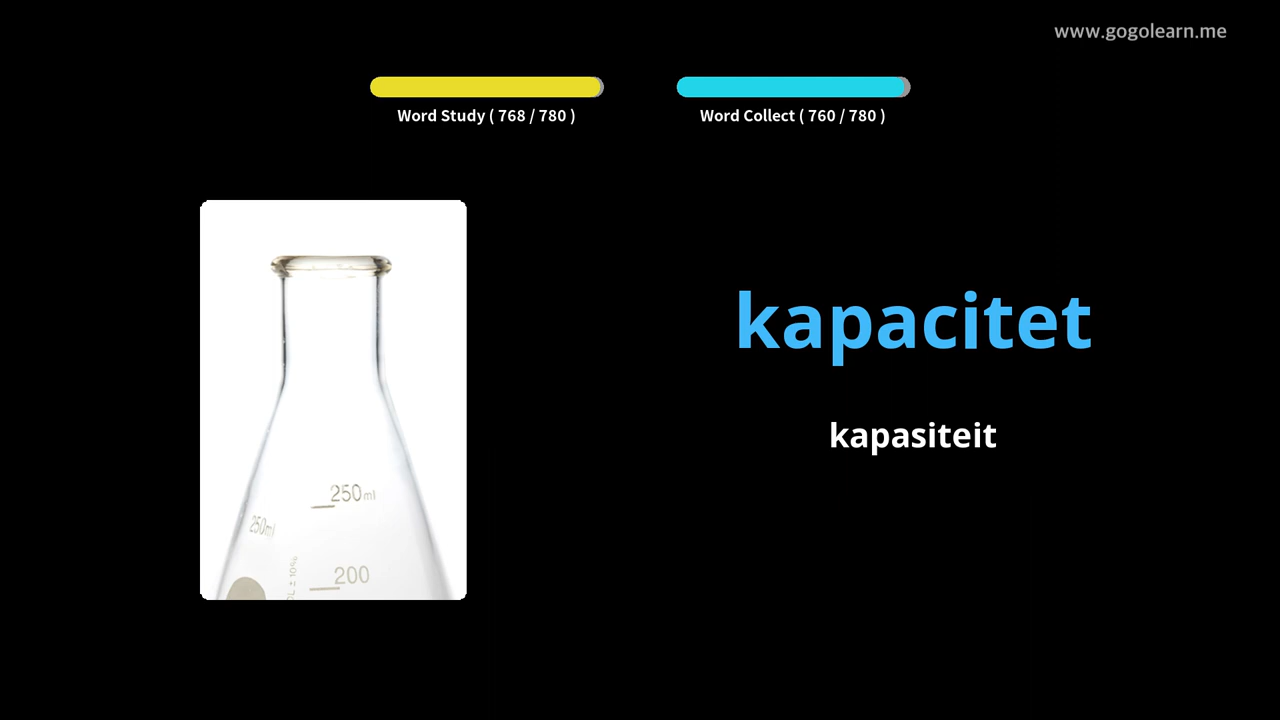 www.gogolearn.me
Word Study ( 768 / 780 )
Word Collect ( 760 / 780 )
kapacitet
kapasiteit
250ml
250ml
200